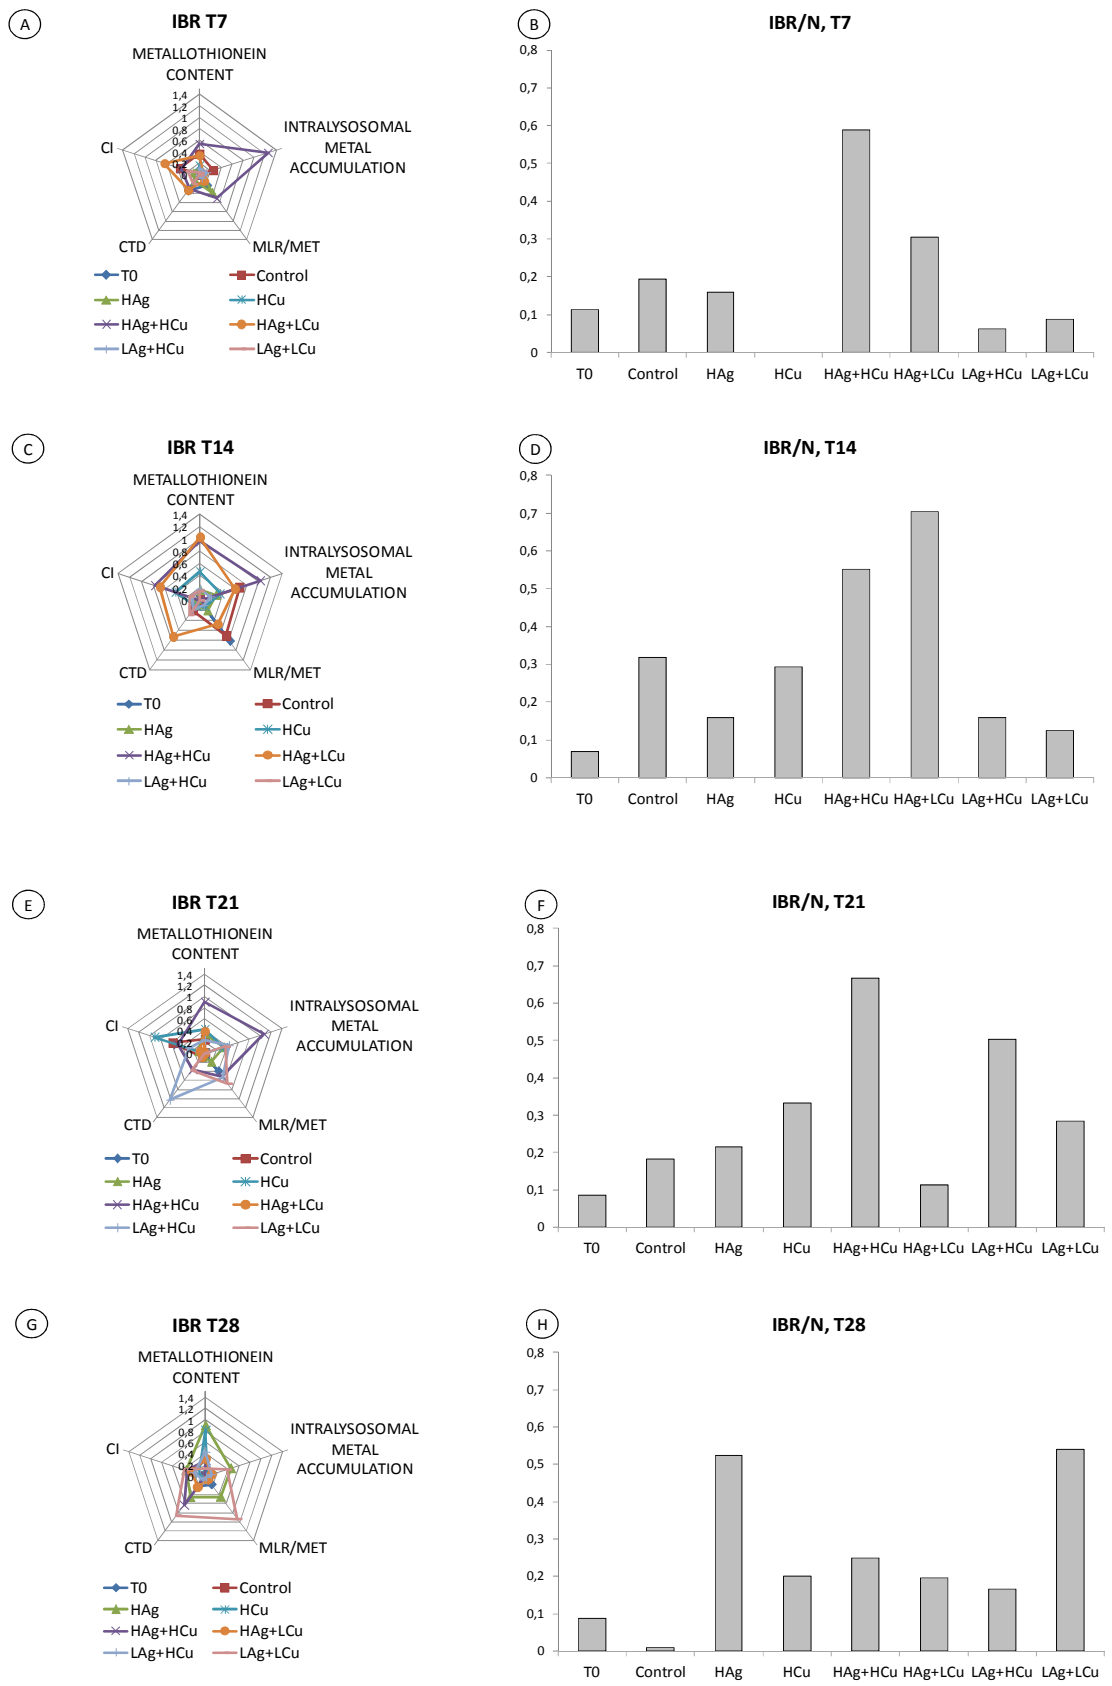 A
IBR T7
METALLOTHIONEIN
CONTENT
1,4
1,2
1
0,8
0,6
0,4
0,2
0
INTRALYSOSOMAL
METAL
ACCUMULATION
CI
CTD
MLR/MET
T0
Control
HAg
HCu
HAg+HCu
HAg+LCu
LAg+HCu
LAg+LCu
B
IBR/N, T7
0,8
0,7
0,6
0,5
0,4
0,3
0,2
0,1
0
T0 Control HAg HCu HAg+HCu HAg+LCu LAg+HCu LAg+LCu
C
IBR T14
METALLOTHIONEIN
CONTENT
1,4
1,2
1
0,8
0,6
0,4
0,2
0
INTRALYSOSOMAL
METAL
ACCUMULATION
CI
CTD
MLR/MET
T0
Control
HAg
HCu
HAg+HCu
HAg+LCu
LAg+HCu
LAg+LCu
D
IBR/N, T14
0,8
0,7
0,6
0,5
0,4
0,3
0,2
0,1
0
T0 Control HAg HCu HAg+HCu HAg+LCu LAg+HCu LAg+LCu
E
IBR T21
METALLOTHIONEIN
CONTENT
1,4
1,2
1
0,8
0,6
0,4
0,2
0
INTRALYSOSOMAL
METAL
ACCUMULATION
CI
CTD
MLR/MET
T0
Control
HAg
HCu
HAg+HCu
HAg+LCu
LAg+HCu
LAg+LCu
F
IBR/N, T21
0,8
0,7
0,6
0,5
0,4
0,3
0,2
0,1
0
T0 Control HAg HCu HAg+HCu HAg+LCu LAg+HCu LAg+LCu
G
IBR T28
METALLOTHIONEIN
CONTENT
1,4
1,2
1
0,8
0,6
0,4
0,2
0
INTRALYSOSOMAL
METAL
ACCUMULATION
CI
CTD
MLR/MET
T0
Control
HAg
HCu
HAg+HCu
HAg+LCu
LAg+HCu
LAg+LCu
H
IBR/N, T28
0,8
0,7
0,6
0,5
0,4
0,3
0,2
0,1
0
T0 Control HAg HCu HAg+HCu HAg+LCu LAg+HCu LAg+LCu